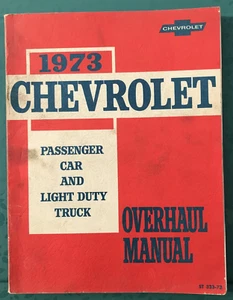 CHEVROLET
1973
CHEVROLET
PASSENGER
CAR
AND
LIGHT DUTY
TRUCK
OVERHAUL
MANUAL